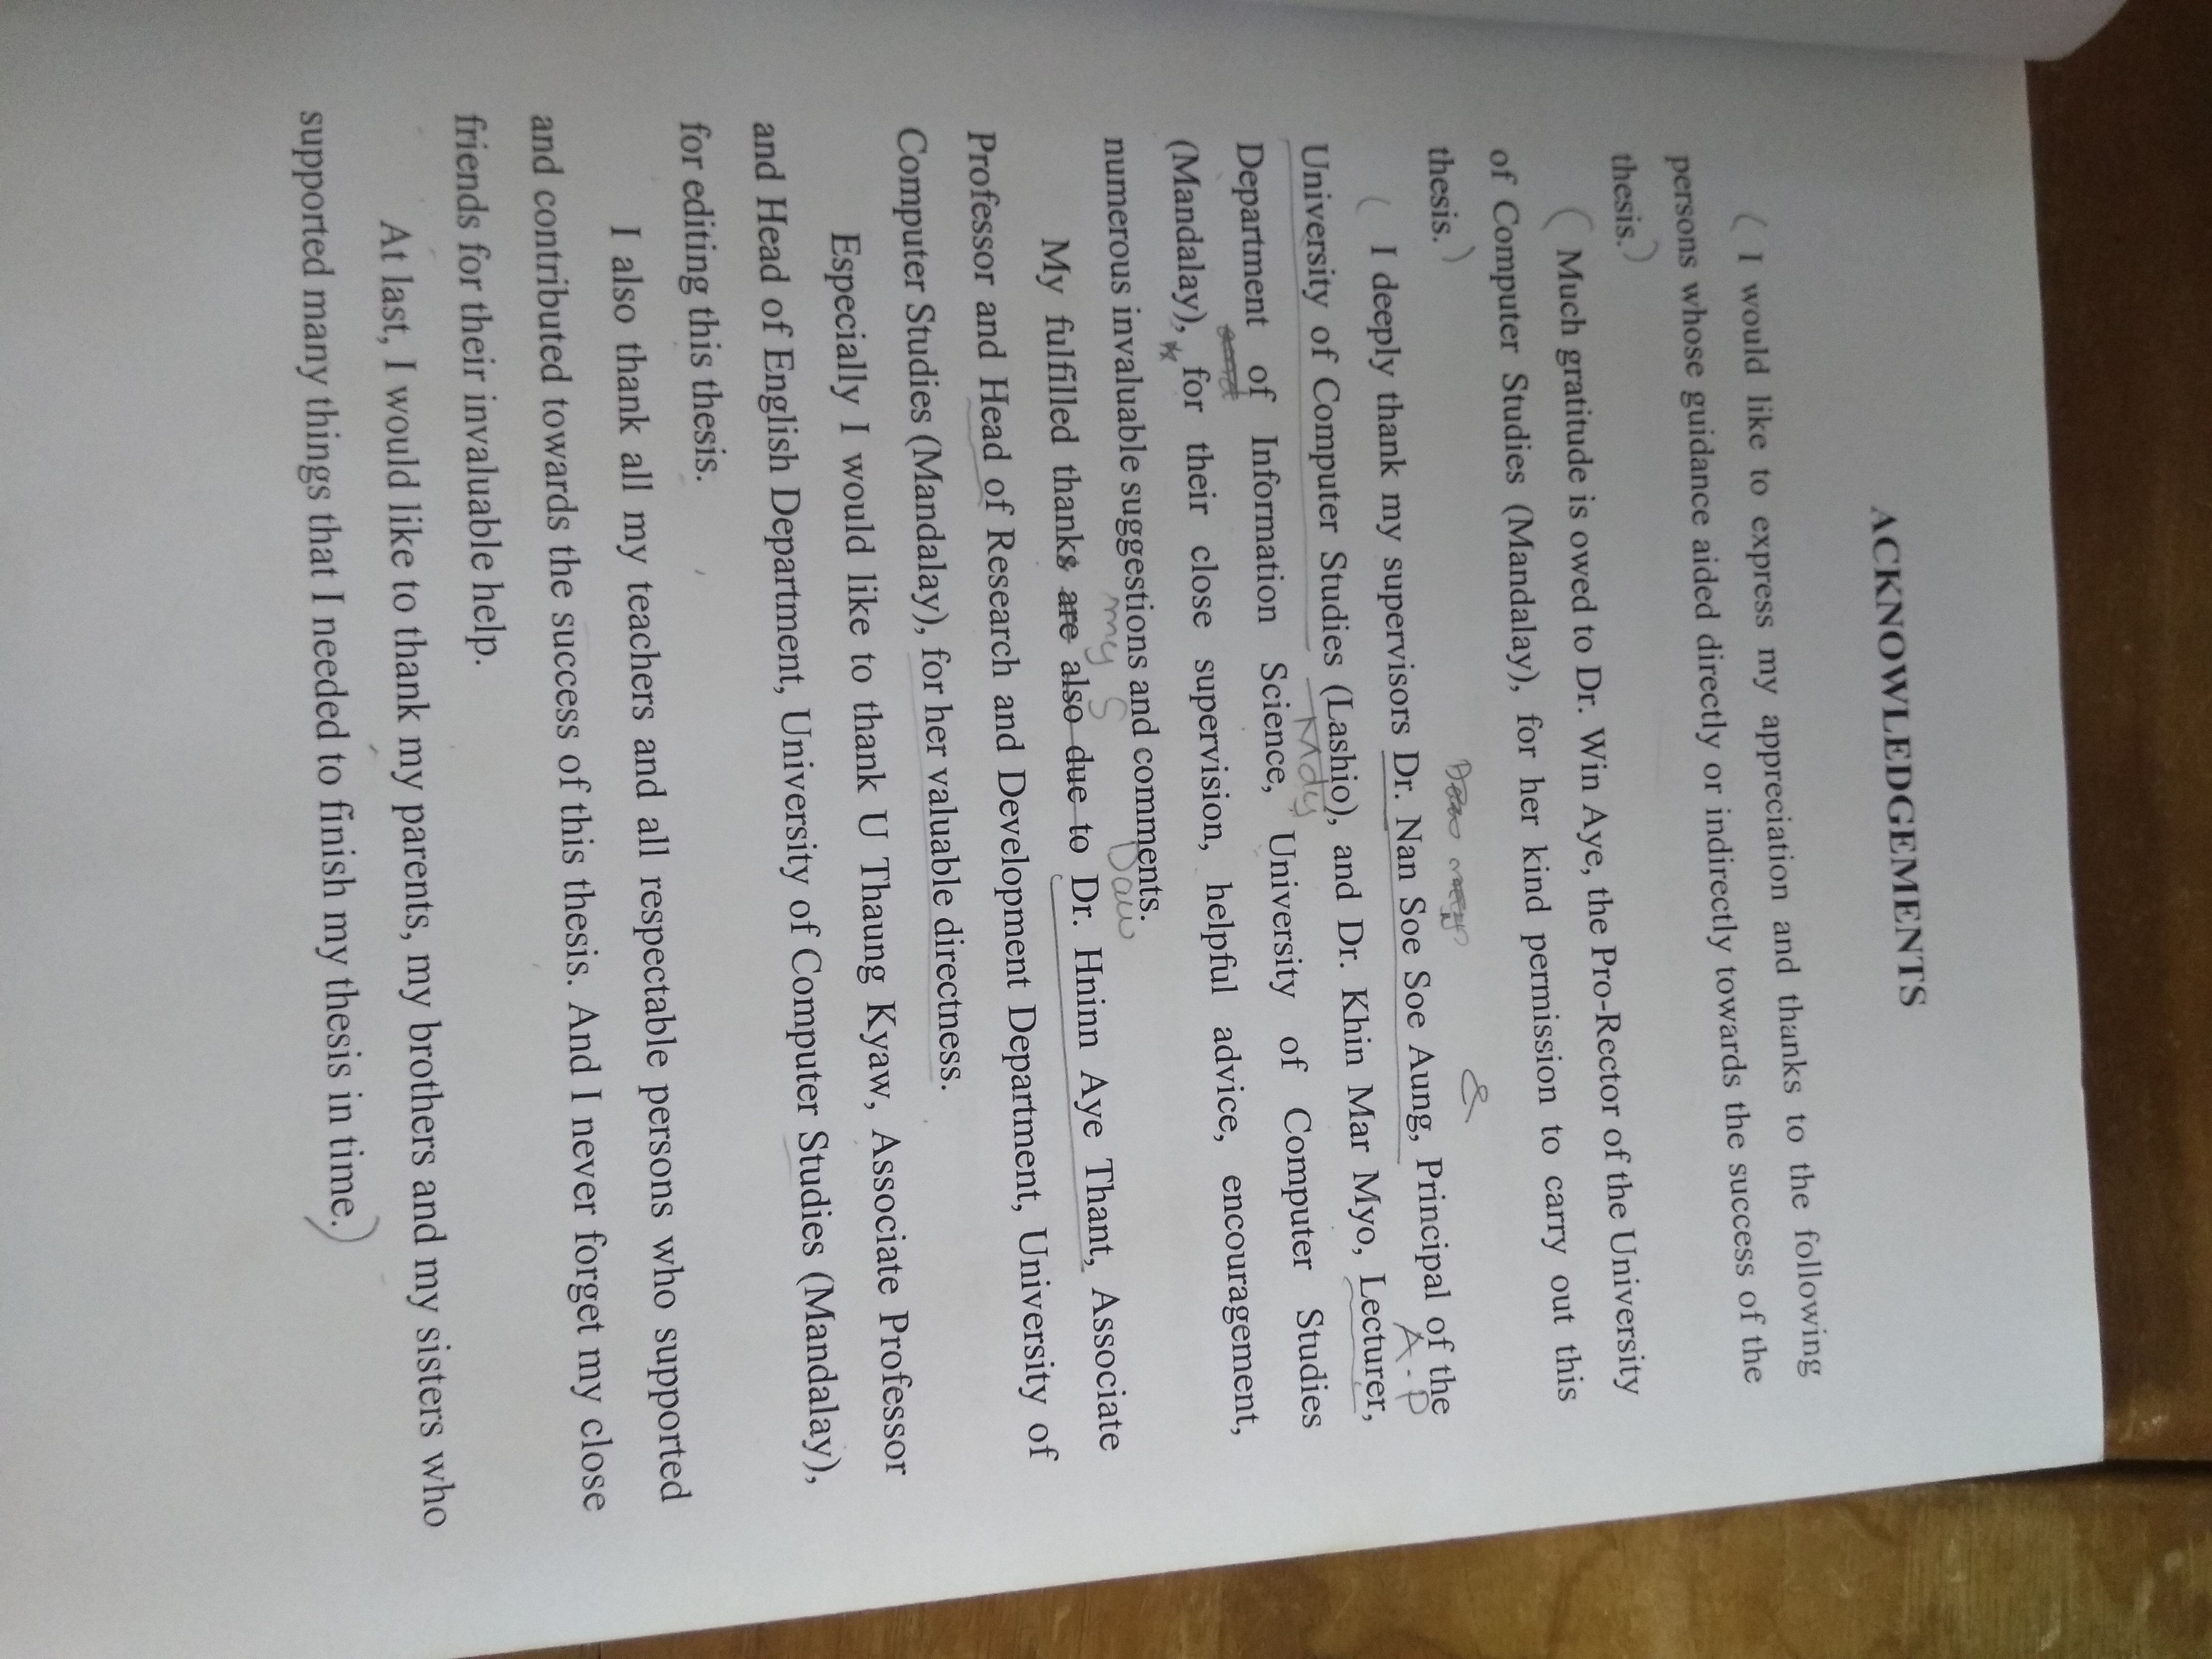 ACKNOWLEDGEMENTS
( I would like to express my appreciation and thanks to the following
persons whose guidance aided directly or indirectly towards the success of the
thesis. )
( Much gratitude is owed to Dr. Win Aye, the Pro-Rector of the University
of Computer Studies (Mandalay), for her kind permission to carry out this
thesis. )
&
( I deeply thank my supervisors Dr. Nan Soe Soe Aung, Principal of the
A.P
University of Computer Studies (Lashio), and Dr. Khin Mar Myo, Lecturer,
Mdy
Department of Information Science, University of Computer Studies
(Mandalay), for their close supervision, helpful advice, encouragement,
numerous invaluable suggestions and comments.
my Daw
My fulfilled thanks are also due to Dr. Hninn Aye Thant, Associate
Professor and Head of Research and Development Department, University of
Computer Studies (Mandalay), for her valuable directness.
Especially I would like to thank U Thaung Kyaw, Associate Professor
and Head of English Department, University of Computer Studies (Mandalay),
for editing this thesis.
I also thank all my teachers and all respectable persons who supported
and contributed towards the success of this thesis. And I never forget my close
friends for their invaluable help.
At last, I would like to thank my parents, my brothers and my sisters who
supported many things that I needed to finish my thesis in time. )